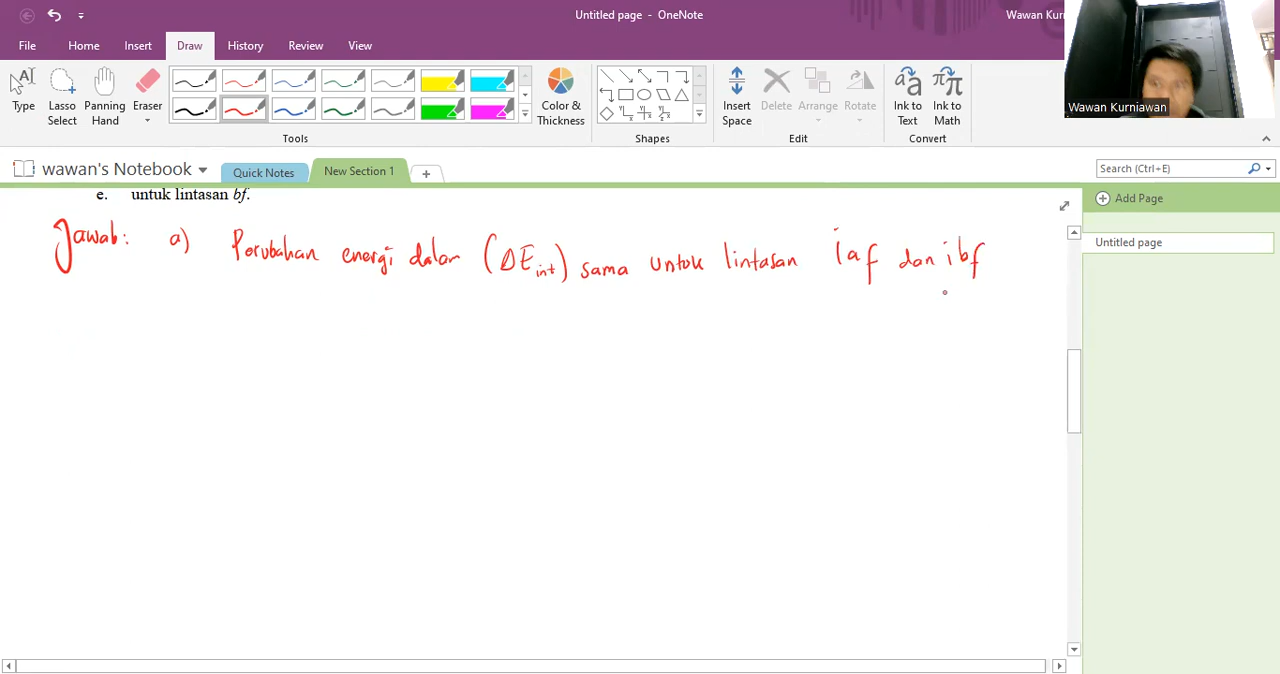 Untitled page - OneNote
Wawan Kurn
File Home Insert Draw History Review View
Type
Lasso Select
Panning Hand
Eraser
Color & Thickness
Insert Space
Delete
Arrange
Rotate
Ink to Text
Ink to Math
Tools
Shapes
Edit
Convert
Wawan Kurniawan
wawan's Notebook
Quick Notes
New Section 1
Search (Ctrl+E)
Add Page
Untitled page
e. untuk lintasan bf.
Jawab: a) Perubahan energi dalam (ΔEint) sama untuk lintasan iaf dan ibf